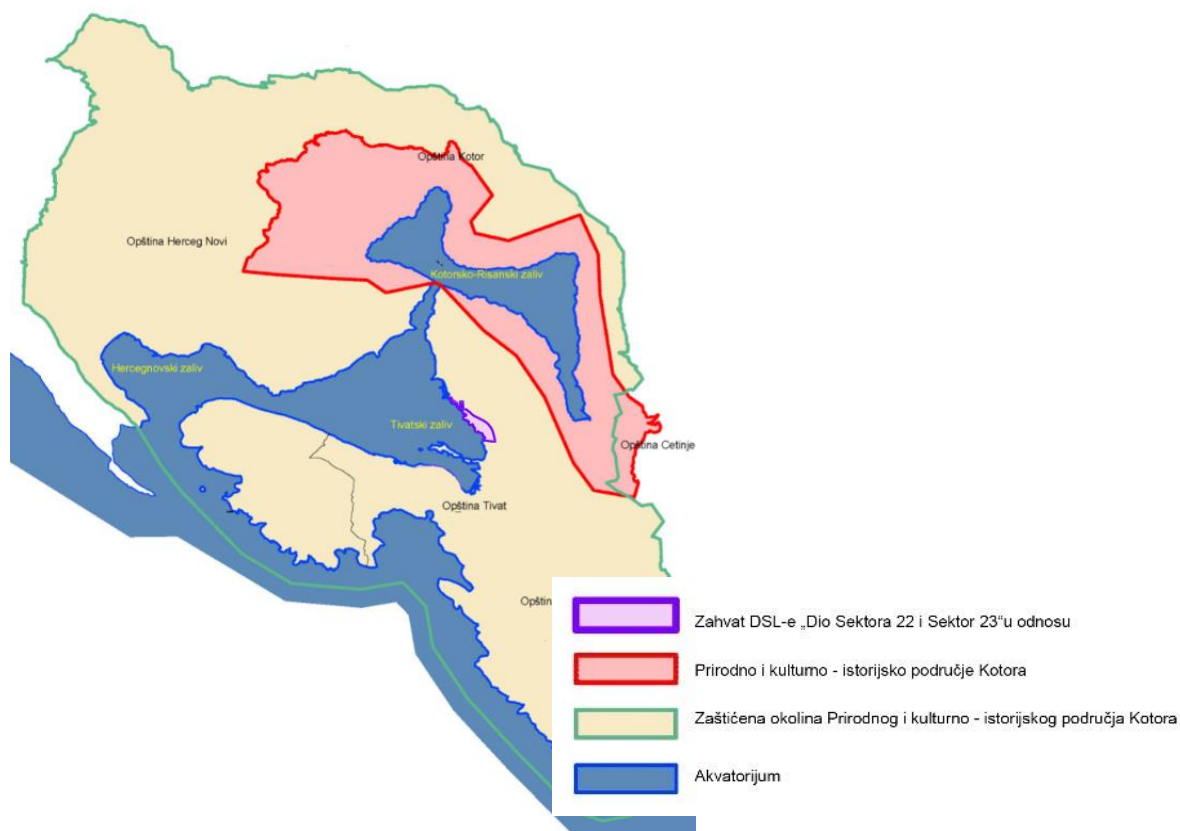 Opština Kotor
Opština Herceg Novi
Kotorsko-Risanski zaliv
Hercegnovski zaliv
Tivatski zaliv
Opština Cetinje
Opština Tivat
Opštin
Zahvat DSL-e „Dio Sektora 22 i Sektor 23“u odnosu
Prirodno i kulturno - istorijsko područje Kotora
Zaštićena okolina Prirodnog i kulturno - istorijskog područja Kotora
Akvatorijum